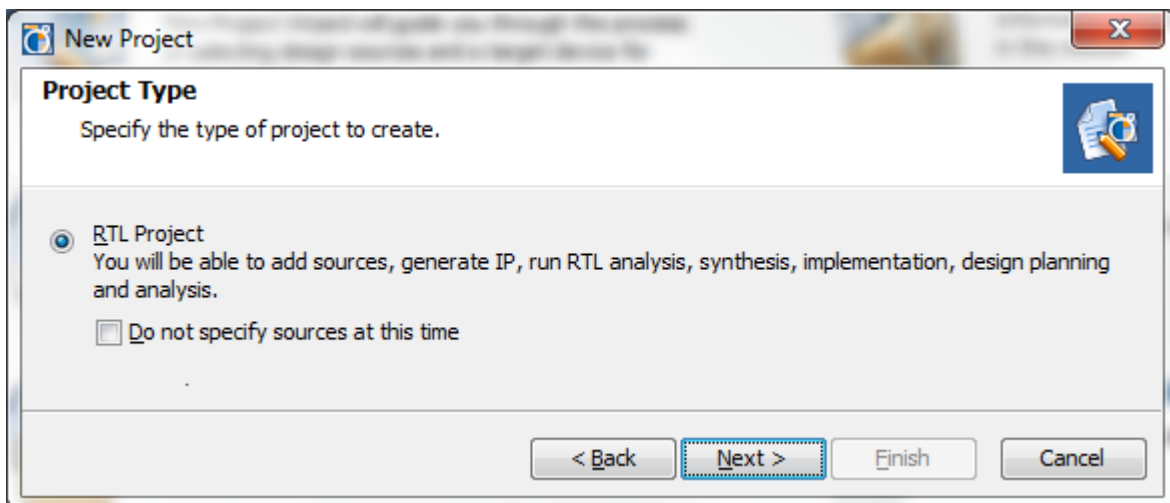 New Project
Project Type
Specify the type of project to create.
RTL Project
You will be able to add sources, generate IP, run RTL analysis, synthesis, implementation, design planning
and analysis.
Do not specify sources at this time
< Back Next > Finish Cancel